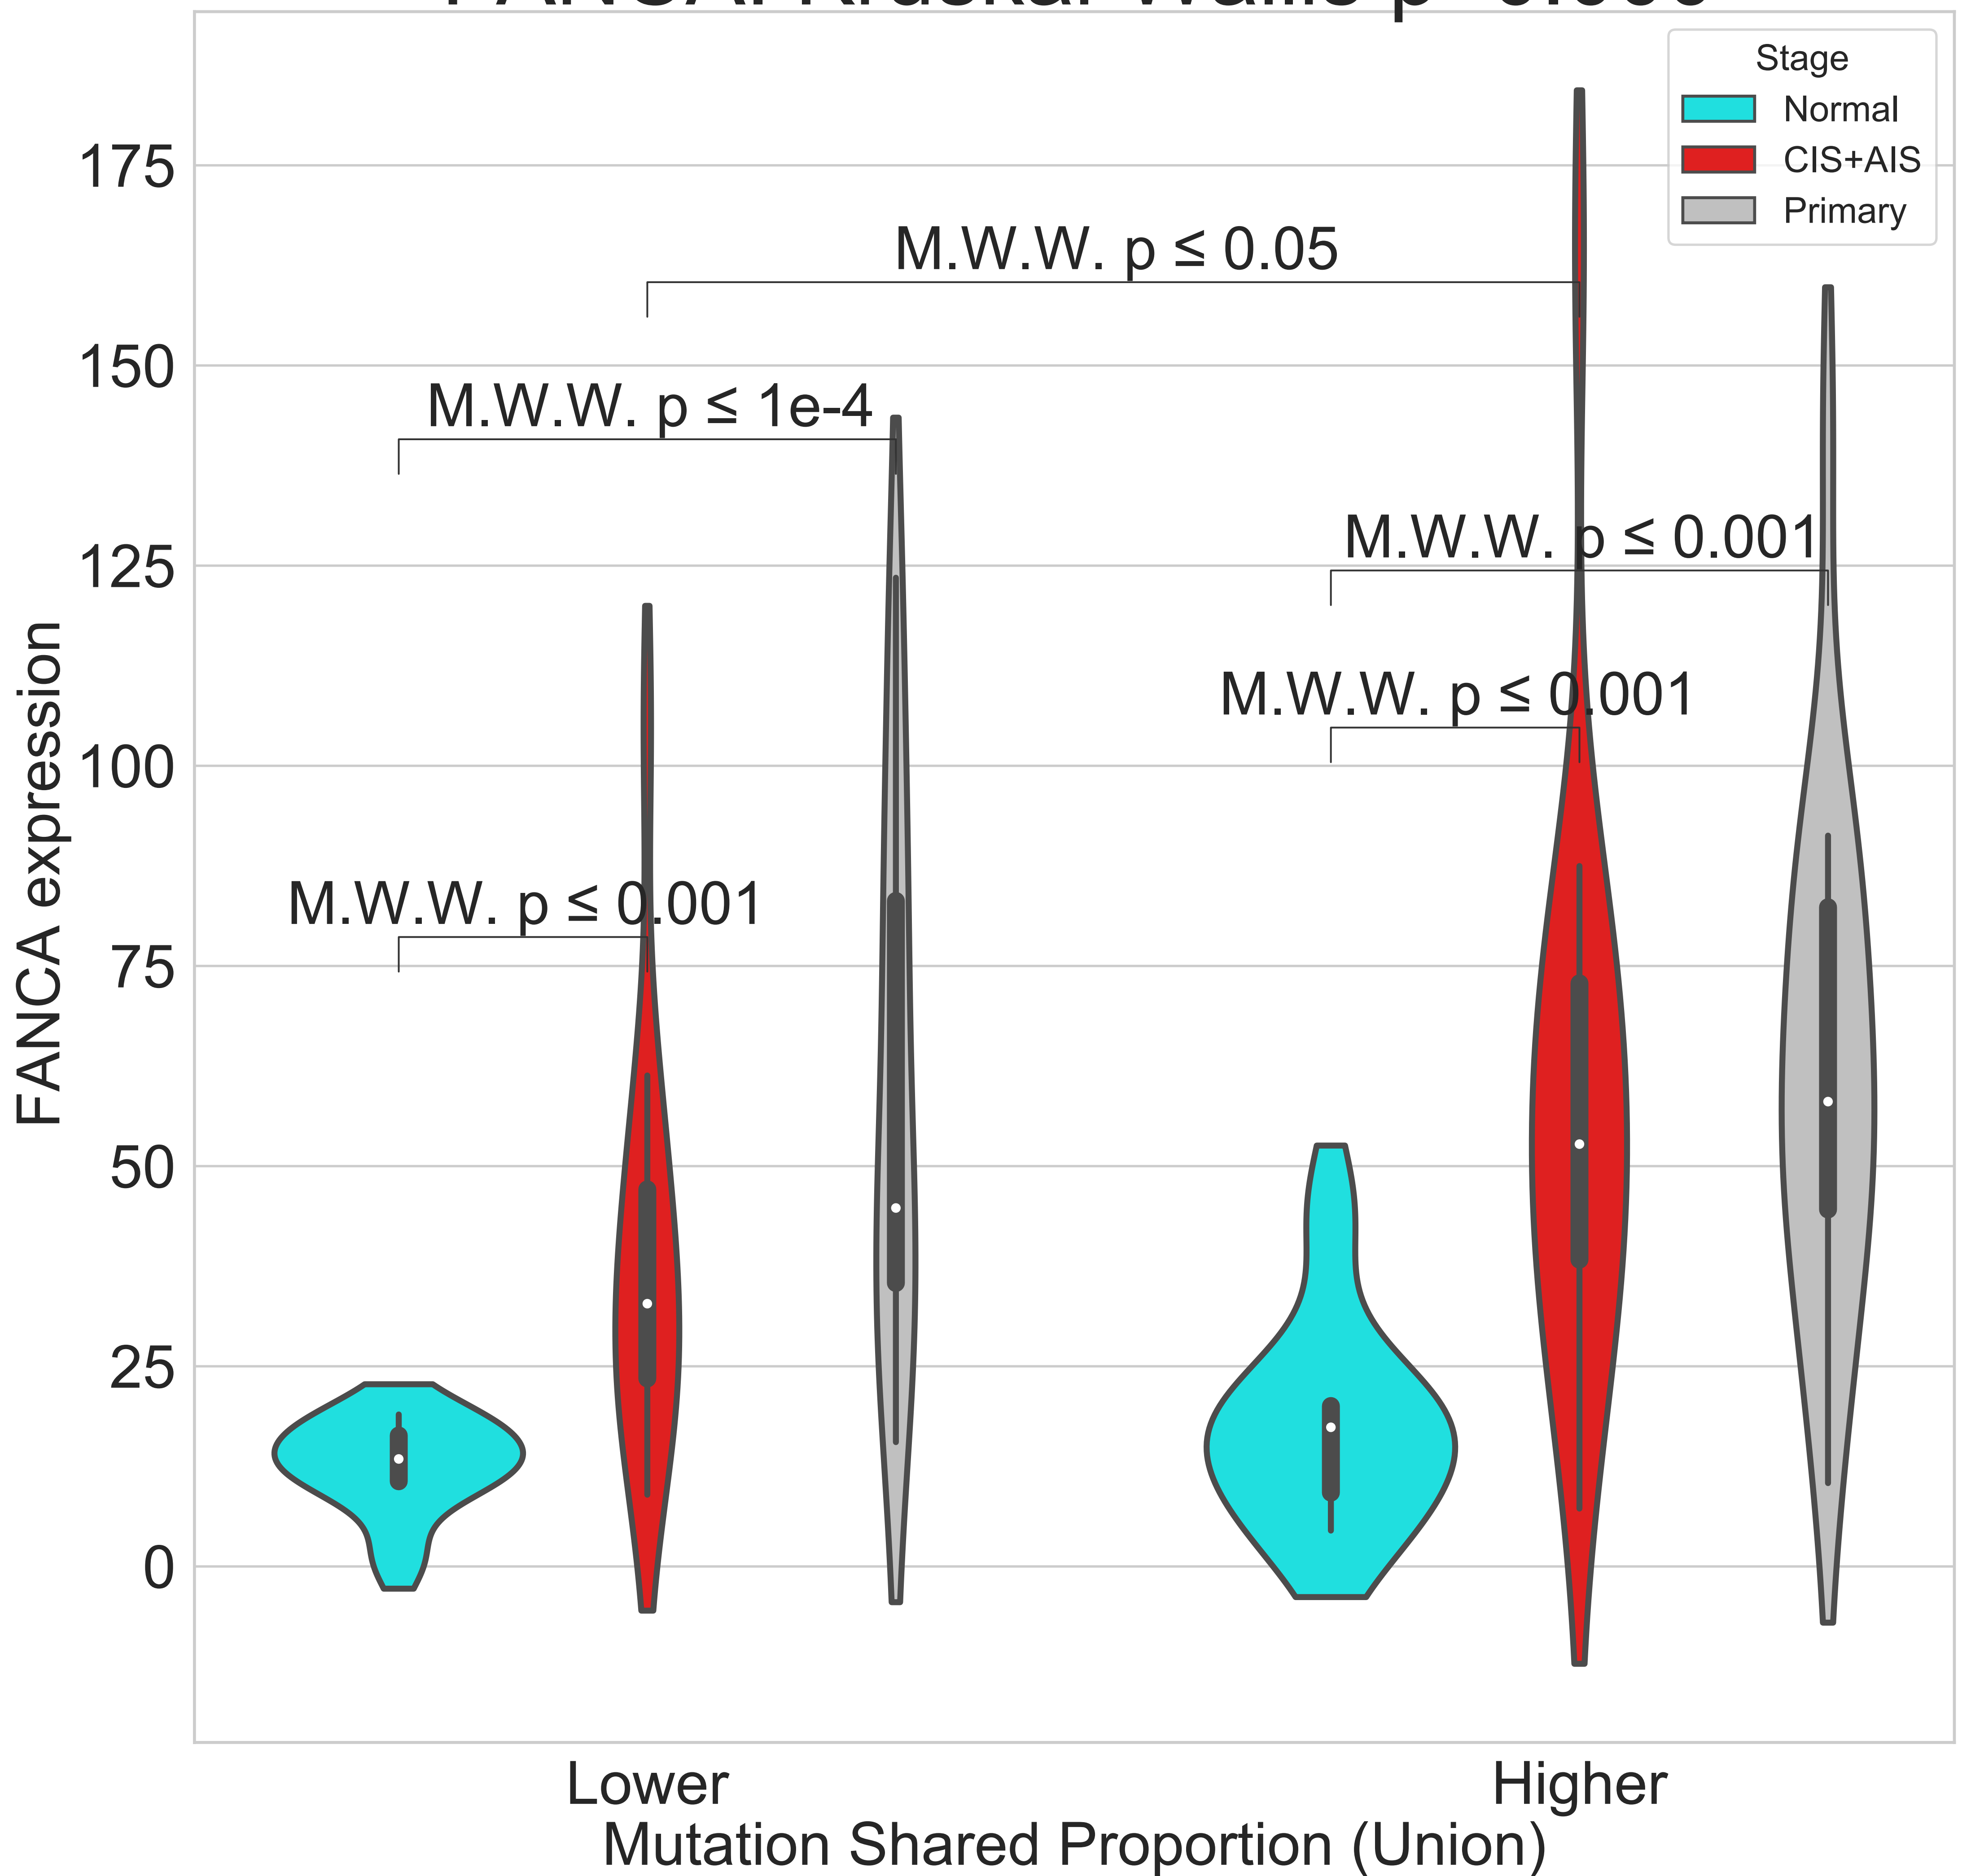 Stage
Normal
CIS+AIS
Primary
175
150
125
100
75
50
25
0
FANCA expression
M.W.W. p ≤ 0.05
M.W.W. p ≤ 1e-4
M.W.W. p ≤ 0.001
M.W.W. p ≤ 0.001
M.W.W. p ≤ 0.001
Lower
Higher
Mutation Shared Proportion (Union)